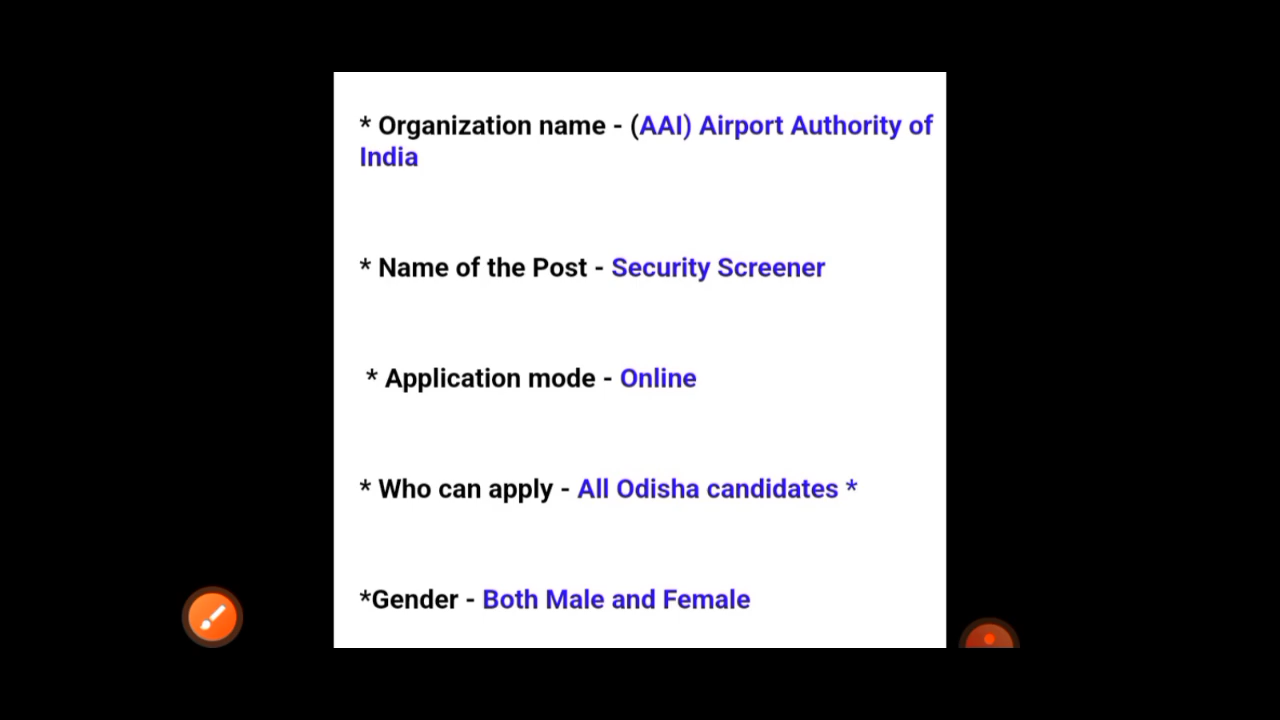 * Organization name - (AAI) Airport Authority of
India
* Name of the Post - Security Screener
* Application mode - Online
* Who can apply - All Odisha candidates *
*Gender - Both Male and Female